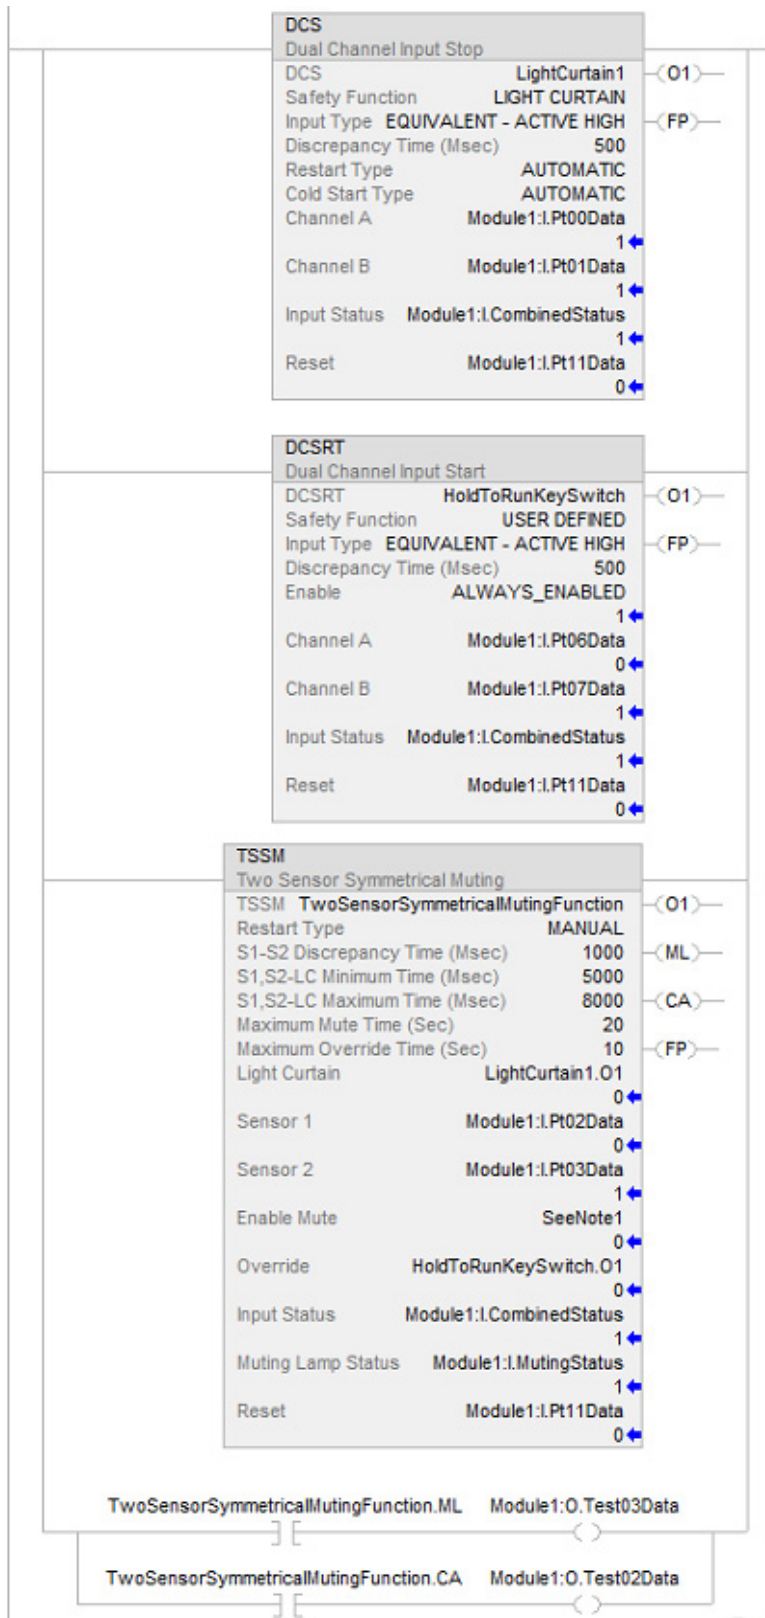 DCS
Dual Channel Input Stop
DCS LightCurtain1 (O1)
Safety Function LIGHT CURTAIN
Input Type EQUIVALENT - ACTIVE HIGH (FP)
Discrepancy Time (Msec) 500
Restart Type AUTOMATIC
Cold Start Type AUTOMATIC
Channel A Module1:I.Pt00Data
1
Channel B Module1:I.Pt01Data
1
Input Status Module1:I.CombinedStatus
1
Reset Module1:I.Pt11Data
0
DCSRT
Dual Channel Input Start
DCSRT HoldToRunKeySwitch (O1)
Safety Function USER DEFINED
Input Type EQUIVALENT - ACTIVE HIGH (FP)
Discrepancy Time (Msec) 500
Enable ALWAYS_ENABLED
1
Channel A Module1:I.Pt06Data
0
Channel B Module1:I.Pt07Data
1
Input Status Module1:I.CombinedStatus
1
Reset Module1:I.Pt11Data
0
TSSM
Two Sensor Symmetrical Muting
TSSM TwoSensorSymmetricalMutingFunction (O1)
Restart Type MANUAL
S1-S2 Discrepancy Time (Msec) 1000 (ML)
S1,S2-LC Minimum Time (Msec) 5000
S1,S2-LC Maximum Time (Msec) 8000 (CA)
Maximum Mute Time (Sec) 20
Maximum Override Time (Sec) 10 (FP)
Light Curtain LightCurtain1.O1
0
Sensor 1 Module1:I.Pt02Data
0
Sensor 2 Module1:I.Pt03Data
1
Enable Mute SeeNote1
0
Override HoldToRunKeySwitch.O1
0
Input Status Module1:I.CombinedStatus
1
Muting Lamp Status Module1:I.MutingStatus
1
Reset Module1:I.Pt11Data
0
TwoSensorSymmetricalMutingFunction.ML Module1:O.Test03Data
TwoSensorSymmetricalMutingFunction.CA Module1:O.Test02Data